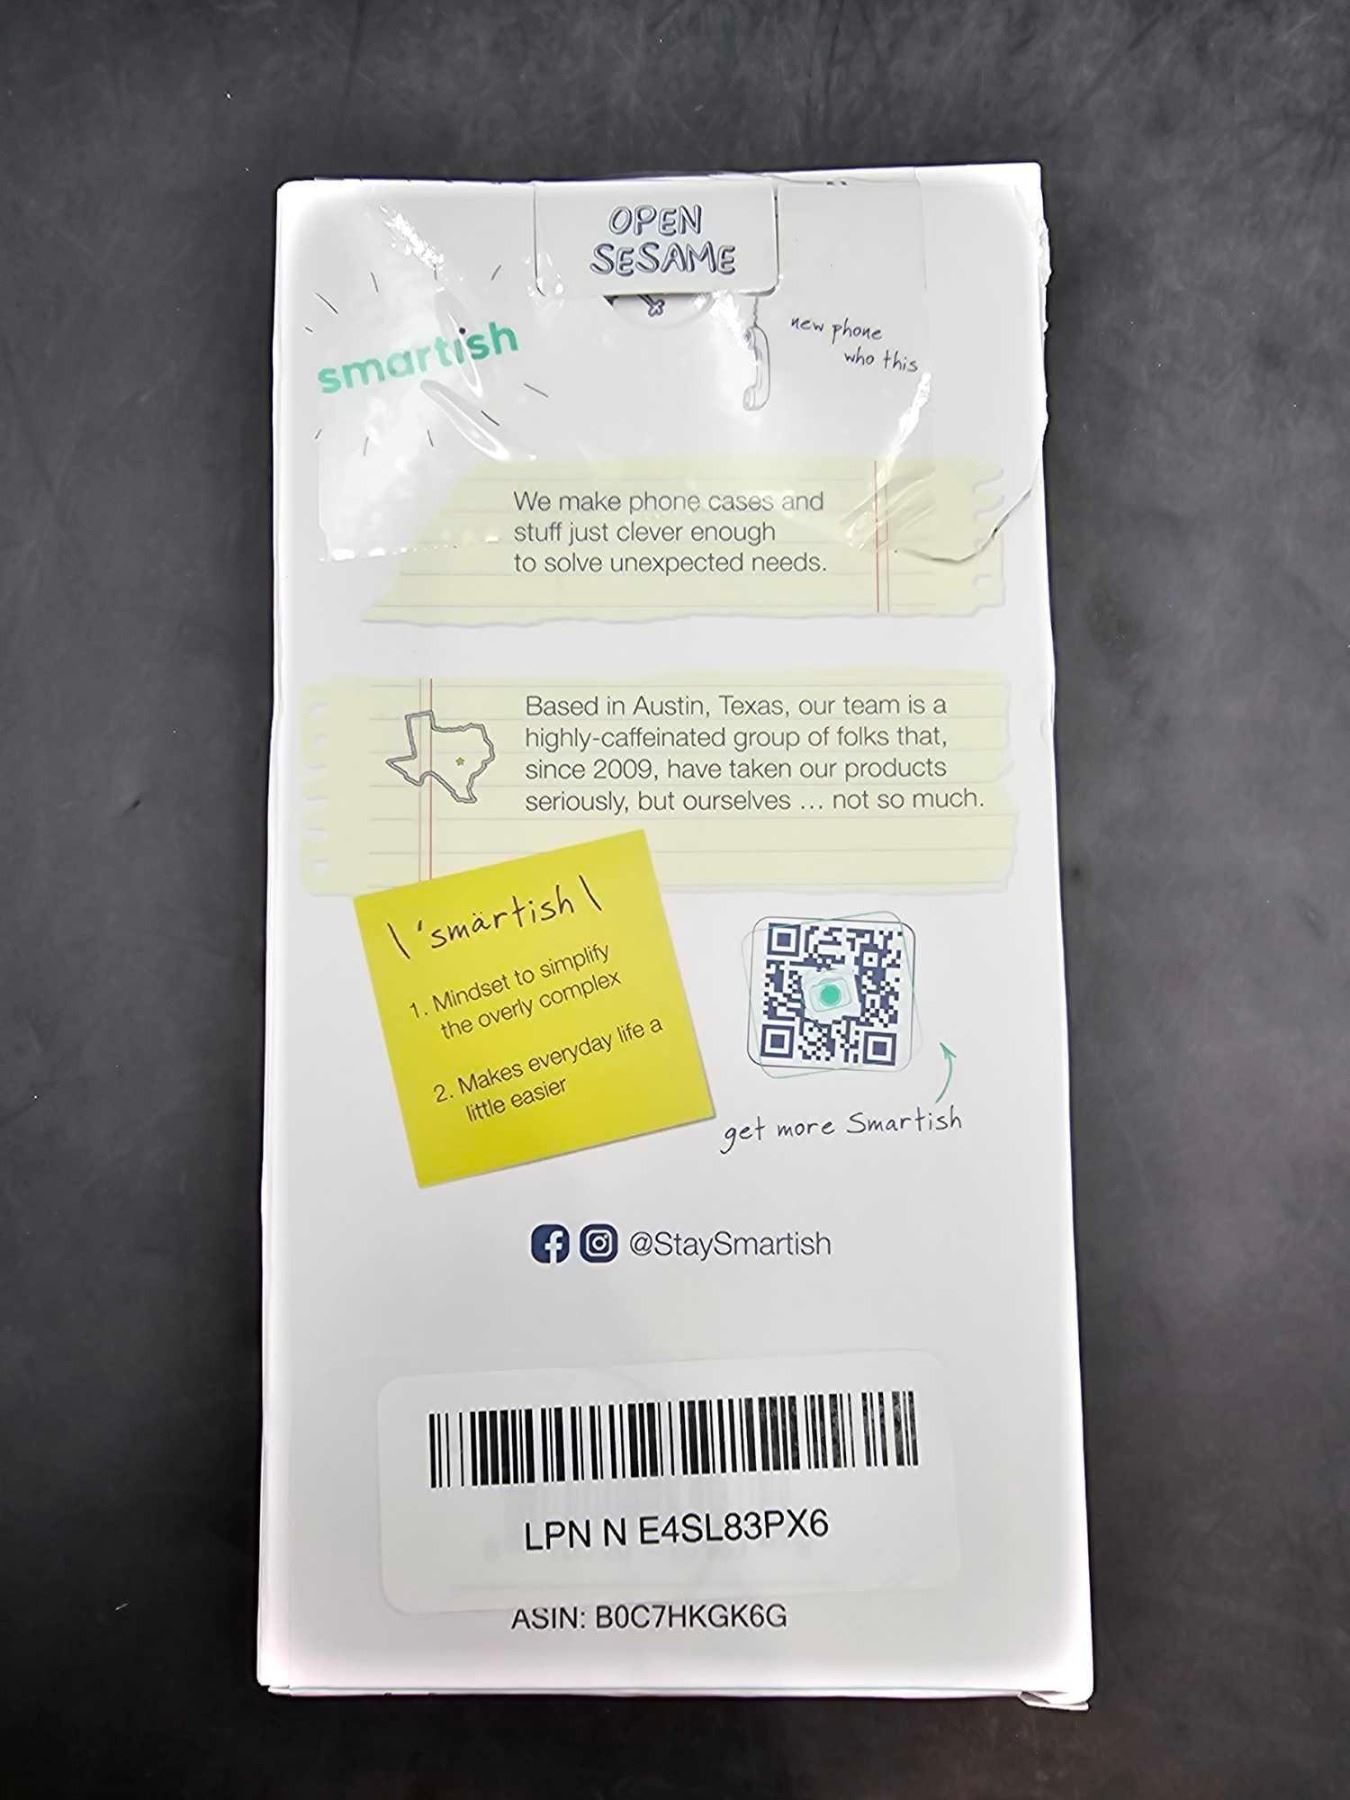 OPEN
SESAME
smartish
new phone
who this
We make phone cases and
stuff just clever enough
to solve unexpected needs.
Based in Austin, Texas, our team is a
highly-caffeinated group of folks that,
since 2009, have taken our products
seriously, but ourselves ... not so much.
\ 'smärtish \
1. Mindset to simplify
the overly complex
2. Makes everyday life a
little easier
get more Smartish
@StaySmartish
LPN N E4SL83PX6
ASIN: B0C7HKGK6G